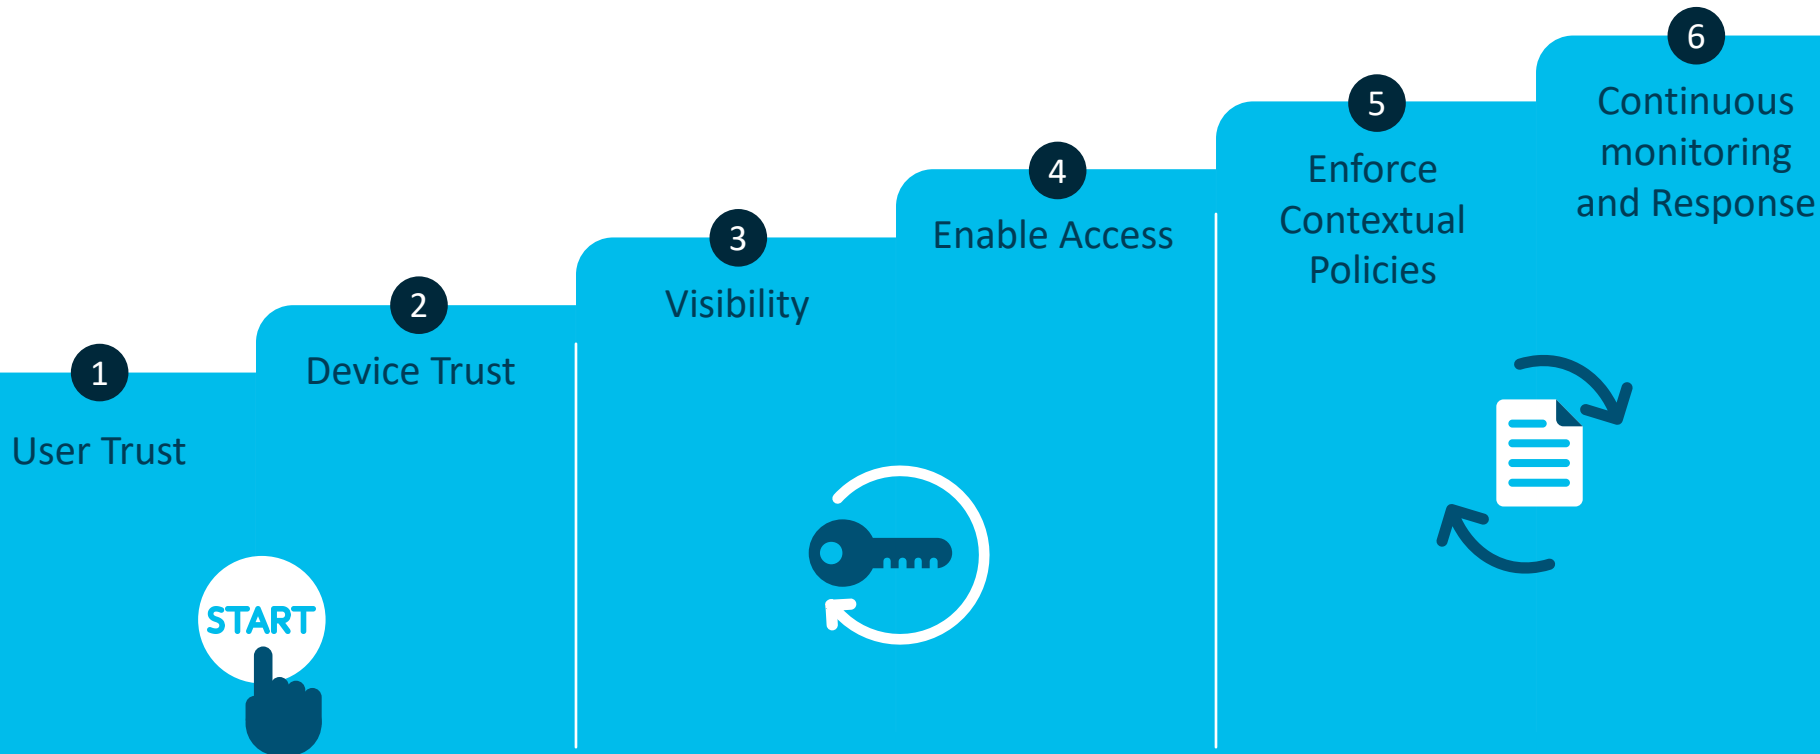 1
User Trust
2
Device Trust
3
Visibility
4
Enable Access
5
Enforce
Contextual
Policies
6
Continuous
monitoring
and Response
START